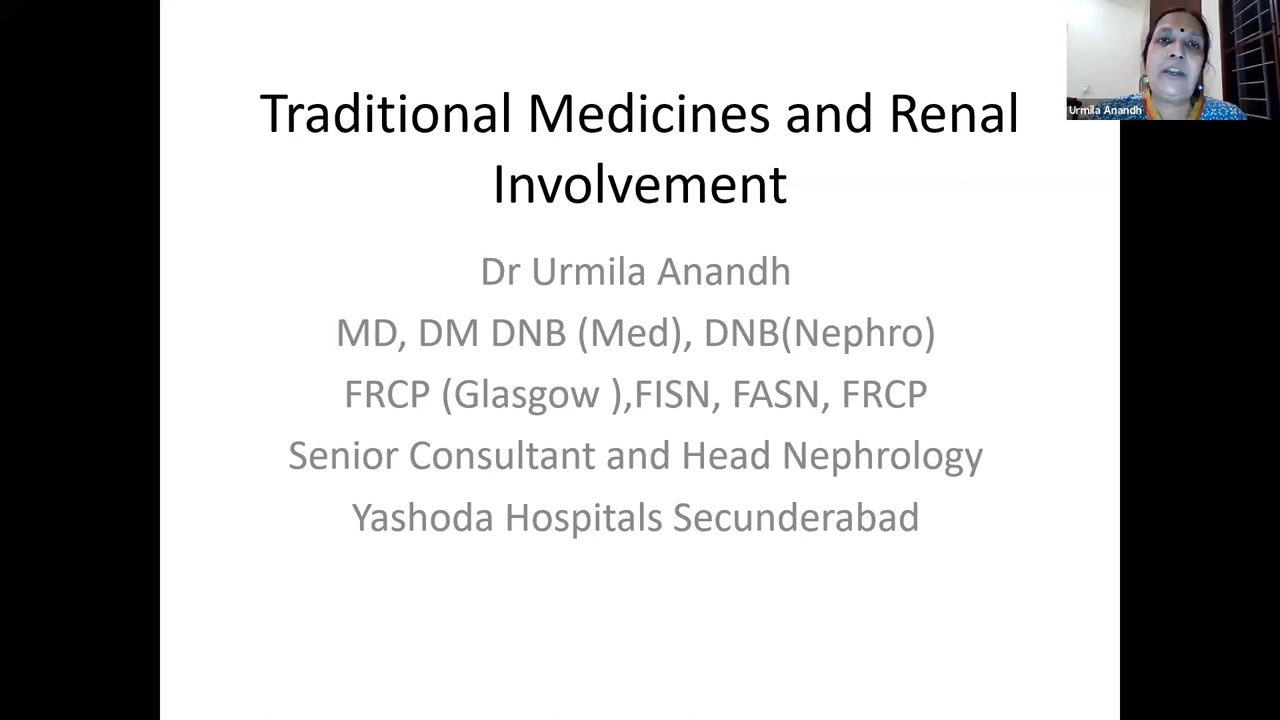 Traditional Medicines and Renal
Involvement
Dr Urmila Anandh
MD, DM DNB (Med), DNB(Nephro)
FRCP (Glasgow ),FISN, FASN, FRCP
Senior Consultant and Head Nephrology
Yashoda Hospitals Secunderabad
Urmila Anandh